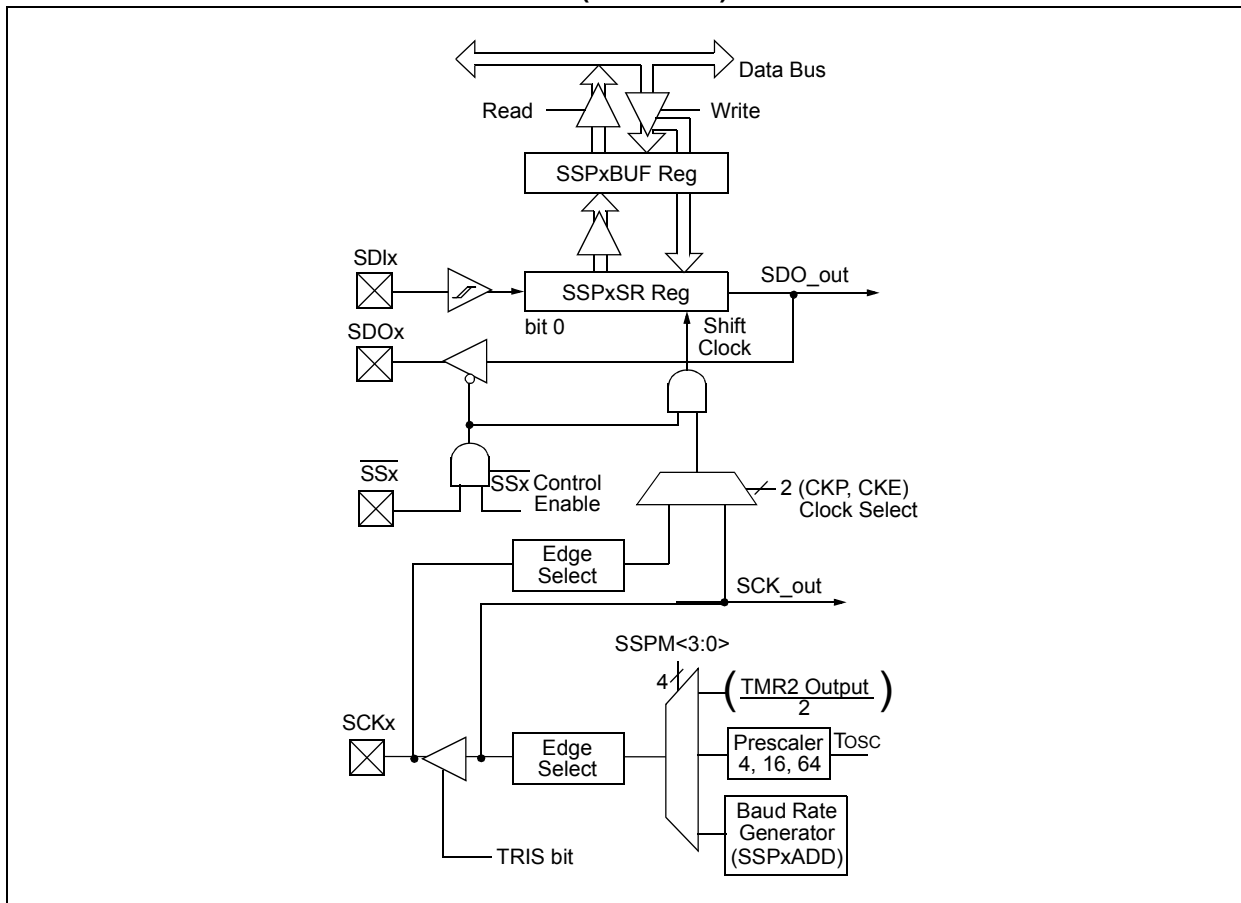 Data Bus
Read
Write
SSPxBUF Reg
SDIx
SSPxSR Reg
SDO_out
bit 0
Shift
Clock
SDOx
SSx
SSx Control
Enable
2 (CKP, CKE)
Clock Select
Edge
Select
SCK_out
SSPM<3:0>
4
(TMR2 Output)
2
SCKx
Edge
Select
Prescaler
4, 16, 64
TOSC
Baud Rate
Generator
(SSPxADD)
TRIS bit